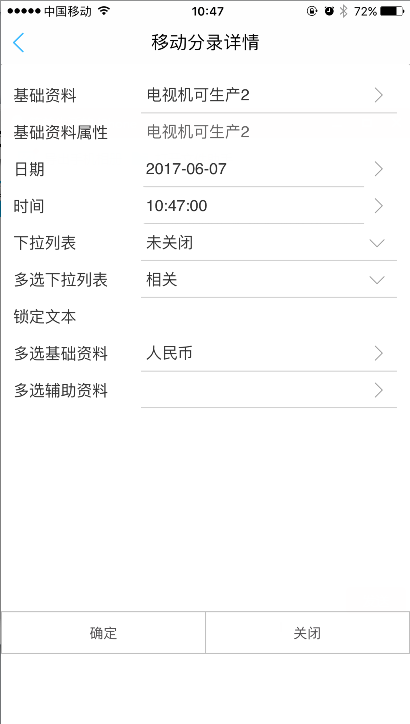 中国移动 10:47 72%
移动分录详情
基础资料 电视机可生产2
基础资料属性 电视机可生产2
日期 2017-06-07
时间 10:47:00
下拉列表 未关闭
多选下拉列表 相关
锁定文本
多选基础资料 人民币
多选辅助资料
确定 关闭